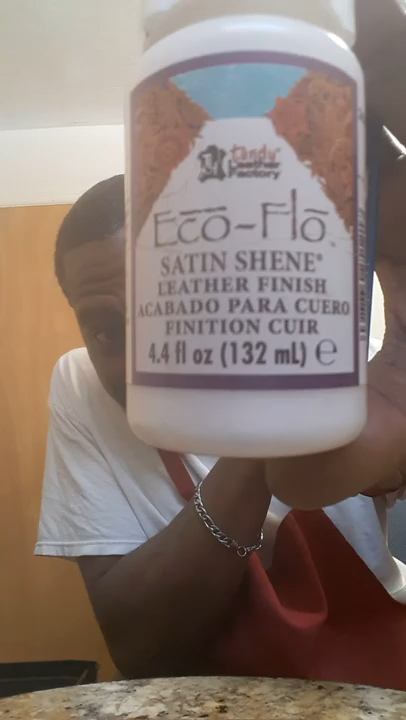 Tandy
Leather
Factory
Eco-Flo
SATIN SHENE®
LEATHER FINISH
ACABADO PARA CUERO
FINITION CUIR
4.4 fl oz (132 mL) e